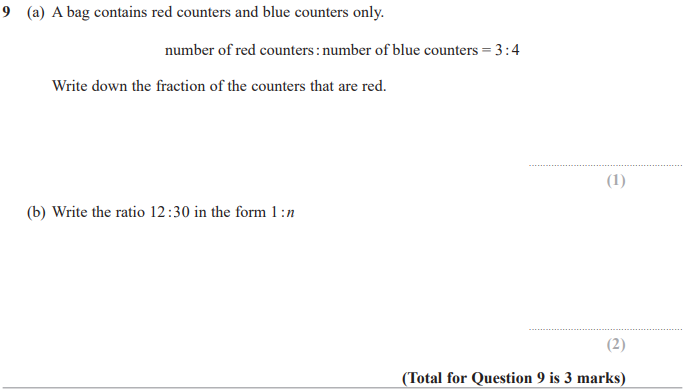 9 (a) A bag contains red counters and blue counters only.
number of red counters : number of blue counters = 3 : 4
Write down the fraction of the counters that are red.
(1)
(b) Write the ratio 12 : 30 in the form 1 : n
(2)
(Total for Question 9 is 3 marks)